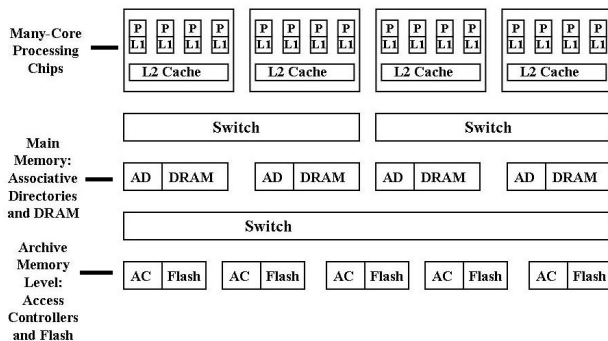 Many-Core
Processing
Chips
P P P P P P P P P P P P P P P P
L1 L1 L1 L1 L1 L1 L1 L1 L1 L1 L1 L1 L1 L1 L1 L1
L2 Cache L2 Cache L2 Cache L2 Cache
Switch Switch
Main
Memory:
Associative
Directories
and DRAM
AD DRAM AD DRAM AD DRAM AD DRAM
Switch
Archive
Memory
Level:
Access
Controllers
and Flash
AC Flash AC Flash AC Flash AC Flash AC Flash